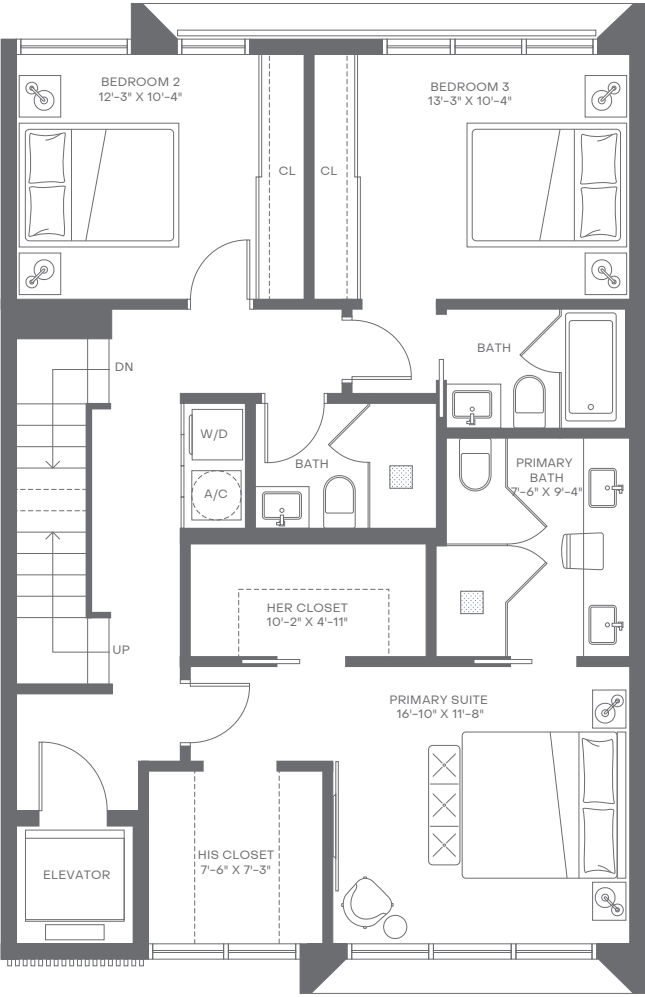 BEDROOM 2
12'-3" X 10'-4"
BEDROOM 3
13'-3" X 10'-4"
CL
CL
BATH
DN
W/D
BATH
PRIMARY
BATH
7'-6" X 9'-4"
A/C
HER CLOSET
10'-2" X 4'-11"
UP
PRIMARY SUITE
16'-10" X 11'-8"
HIS CLOSET
7'-6" X 7'-3"
ELEVATOR